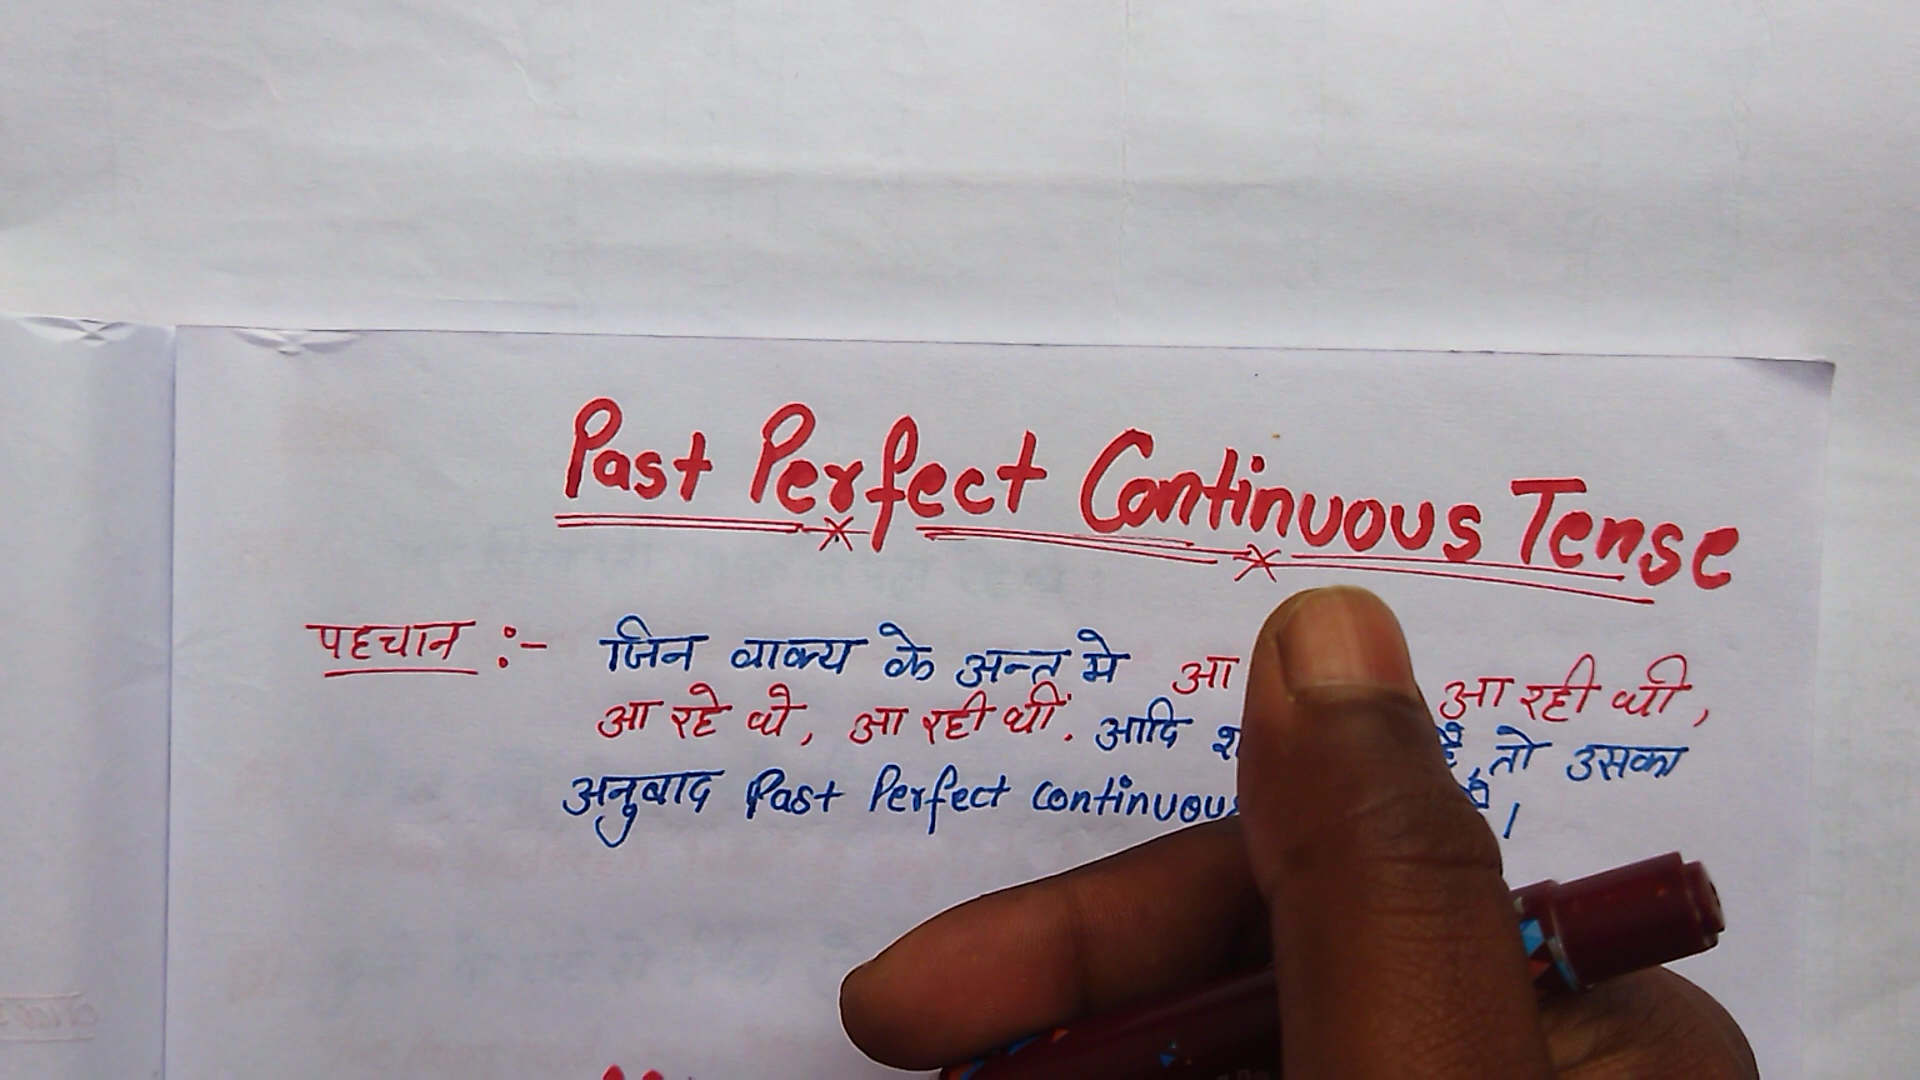 Past Perfect Continuous Tense
पहचान :- जिन वाक्य के अन्त मे आ आ रही थी,
आ रहे थे, आ रही थीं. आदि है, तो उसका
अनुवाद Past Perfect Continuous